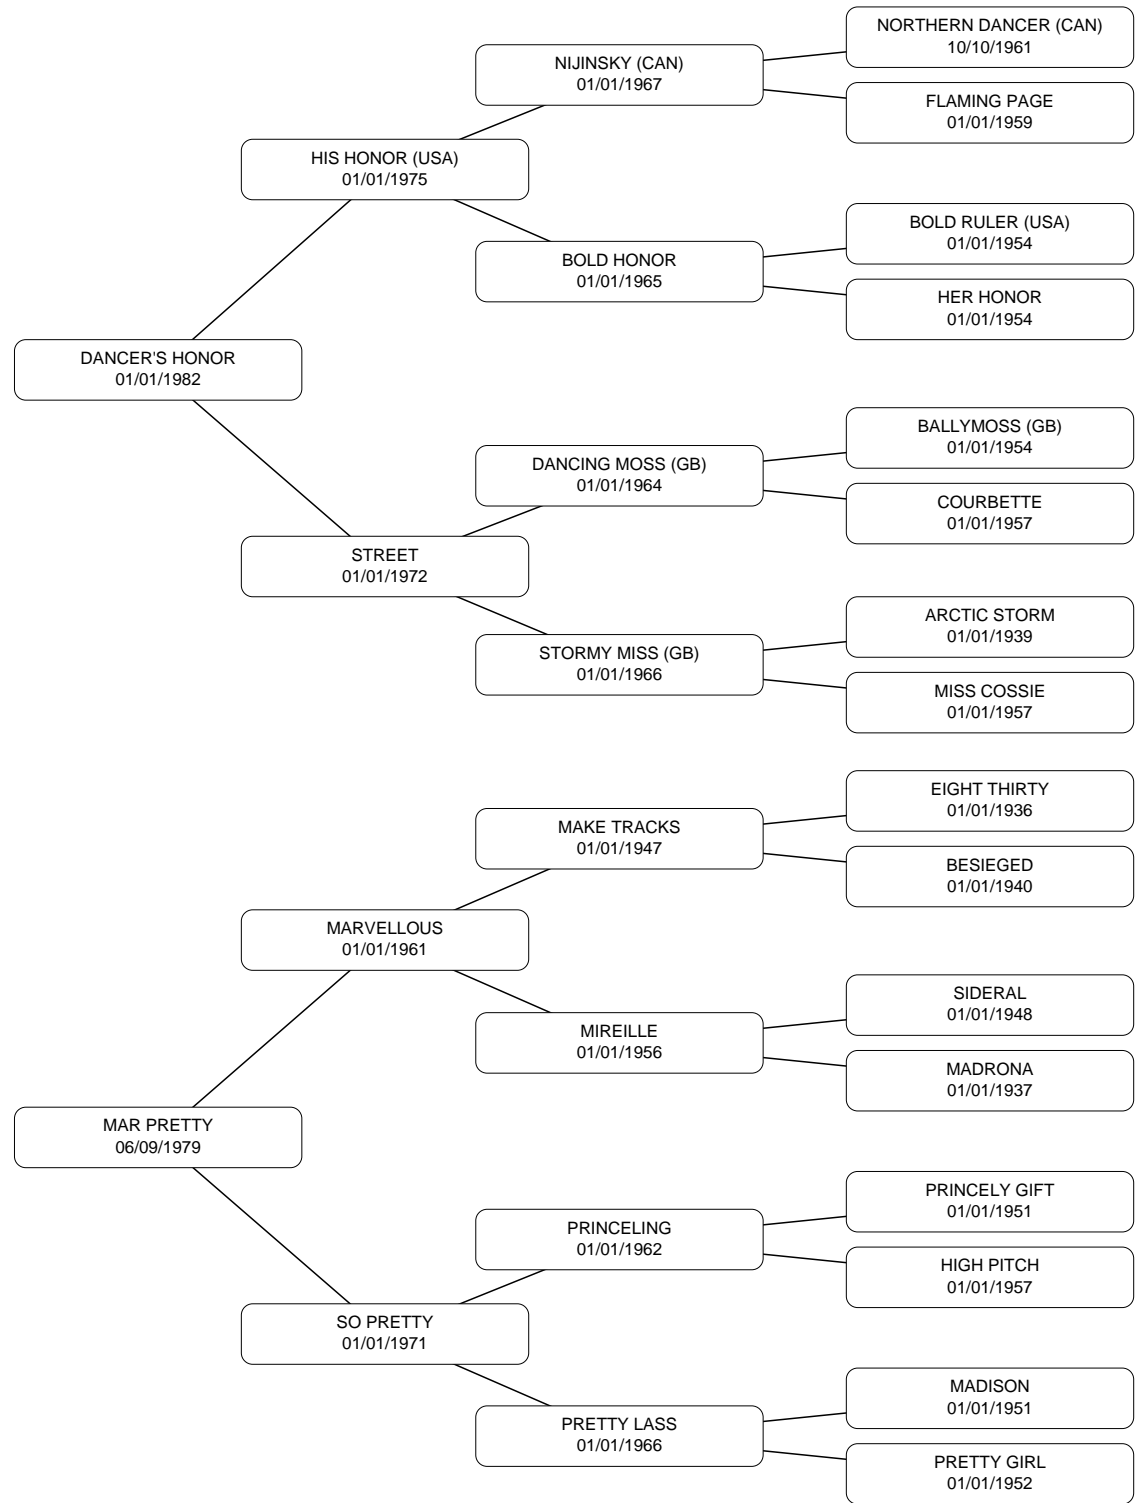 NORTHERN DANCER (CAN)
10/10/1961
NIJINSKY (CAN)
01/01/1967
FLAMING PAGE
01/01/1959
HIS HONOR (USA)
01/01/1975
BOLD RULER (USA)
01/01/1954
BOLD HONOR
01/01/1965
HER HONOR
01/01/1954
DANCER'S HONOR
01/01/1982
BALLYMOSS (GB)
01/01/1954
DANCING MOSS (GB)
01/01/1964
COURBETTE
01/01/1957
STREET
01/01/1972
ARCTIC STORM
01/01/1939
STORMY MISS (GB)
01/01/1966
MISS COSSIE
01/01/1957
EIGHT THIRTY
01/01/1936
MAKE TRACKS
01/01/1947
BESIEGED
01/01/1940
MARVELLOUS
01/01/1961
SIDERAL
01/01/1948
MIREILLE
01/01/1956
MADRONA
01/01/1937
MAR PRETTY
06/09/1979
PRINCELY GIFT
01/01/1951
PRINCELING
01/01/1962
HIGH PITCH
01/01/1957
SO PRETTY
01/01/1971
MADISON
01/01/1951
PRETTY LASS
01/01/1966
PRETTY GIRL
01/01/1952